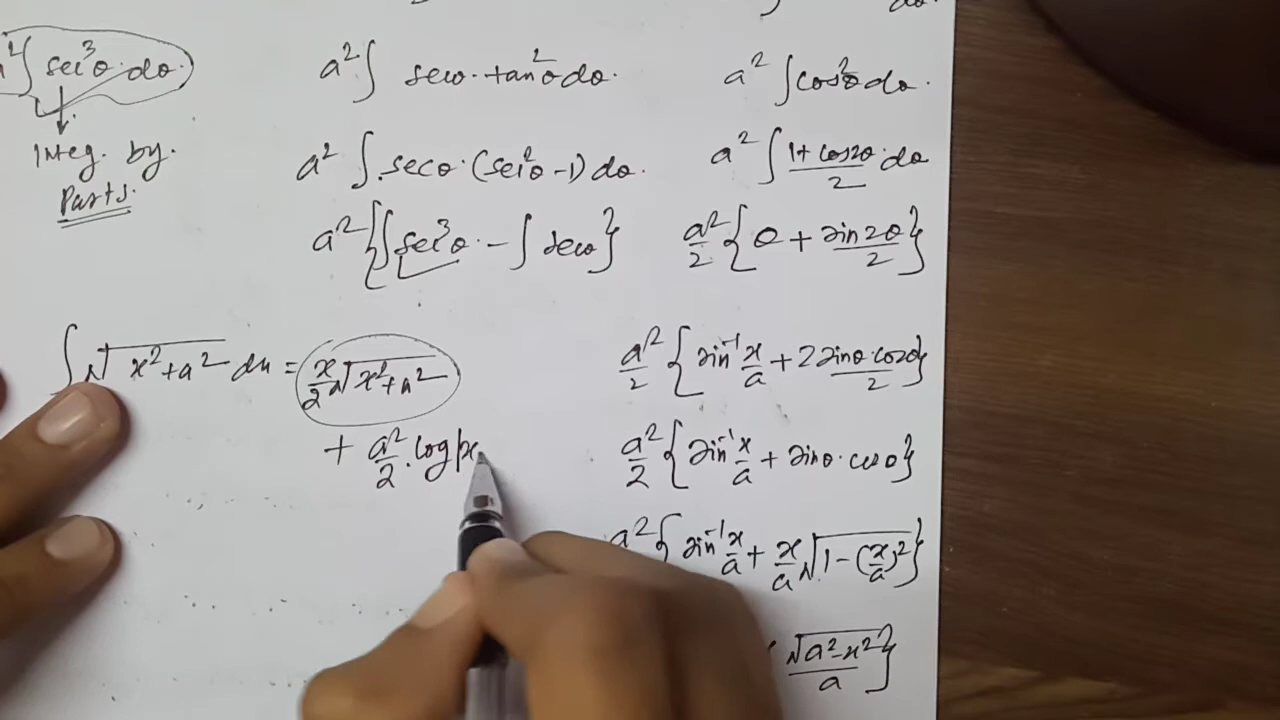 a²∫ sec³θ·dθ.
Integ. by.
Parts.
a²∫ secθ·tan²θ dθ.
a² ∫ secθ·(sec²θ -1) dθ.
a²{∫sec³θ· - ∫ secθ}
a² ∫cos²θ dθ.
a² ∫ (1+ cos2θ)/2 · dθ
a²/2 {θ + sin2θ/2}
∫√(x²+a²) dx = x/2 √(x²+a²)
+ a²/2 · log|x
a²/2 {sin⁻¹ x/a + 2 sinθ·cosθ/2}
a²/2 {sin⁻¹ x/a + sinθ·cosθ}
a² {sin⁻¹ x/a + x/a √(1-(x/a)²)}
√(a²-x²)/a}